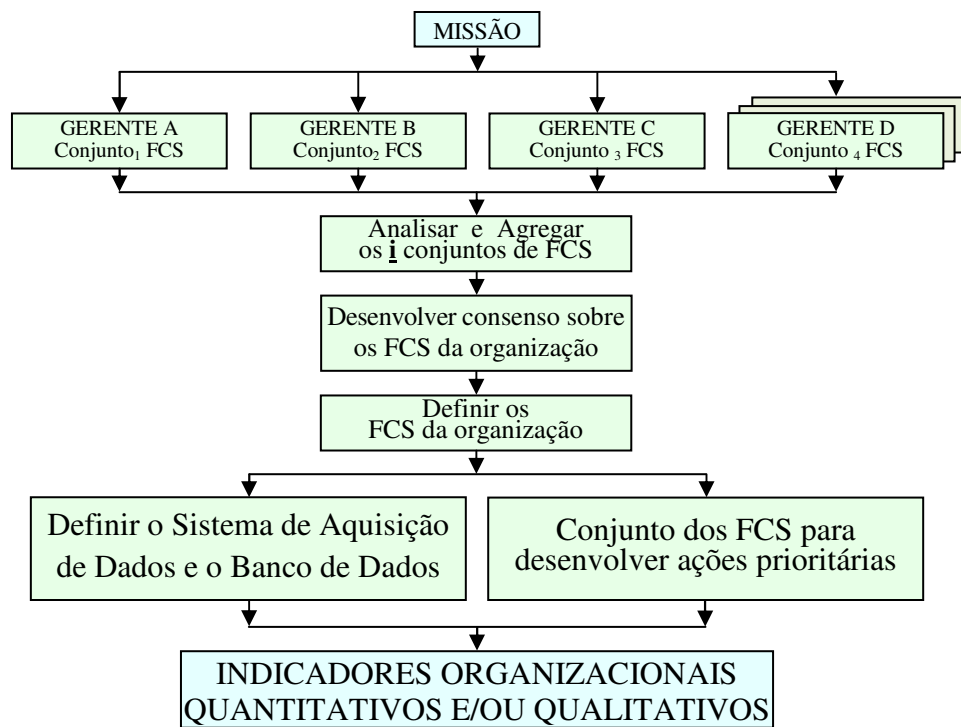 MISSÃO
GERENTE A
Conjunto₁ FCS
GERENTE B
Conjunto₂ FCS
GERENTE C
Conjunto ₃ FCS
GERENTE D
Conjunto ₄ FCS
Analisar e Agregar
os i conjuntos de FCS
Desenvolver consenso sobre
os FCS da organização
Definir os
FCS da organização
Definir o Sistema de Aquisição
de Dados e o Banco de Dados
Conjunto dos FCS para
desenvolver ações prioritárias
INDICADORES ORGANIZACIONAIS
QUANTITATIVOS E/OU QUALITATIVOS